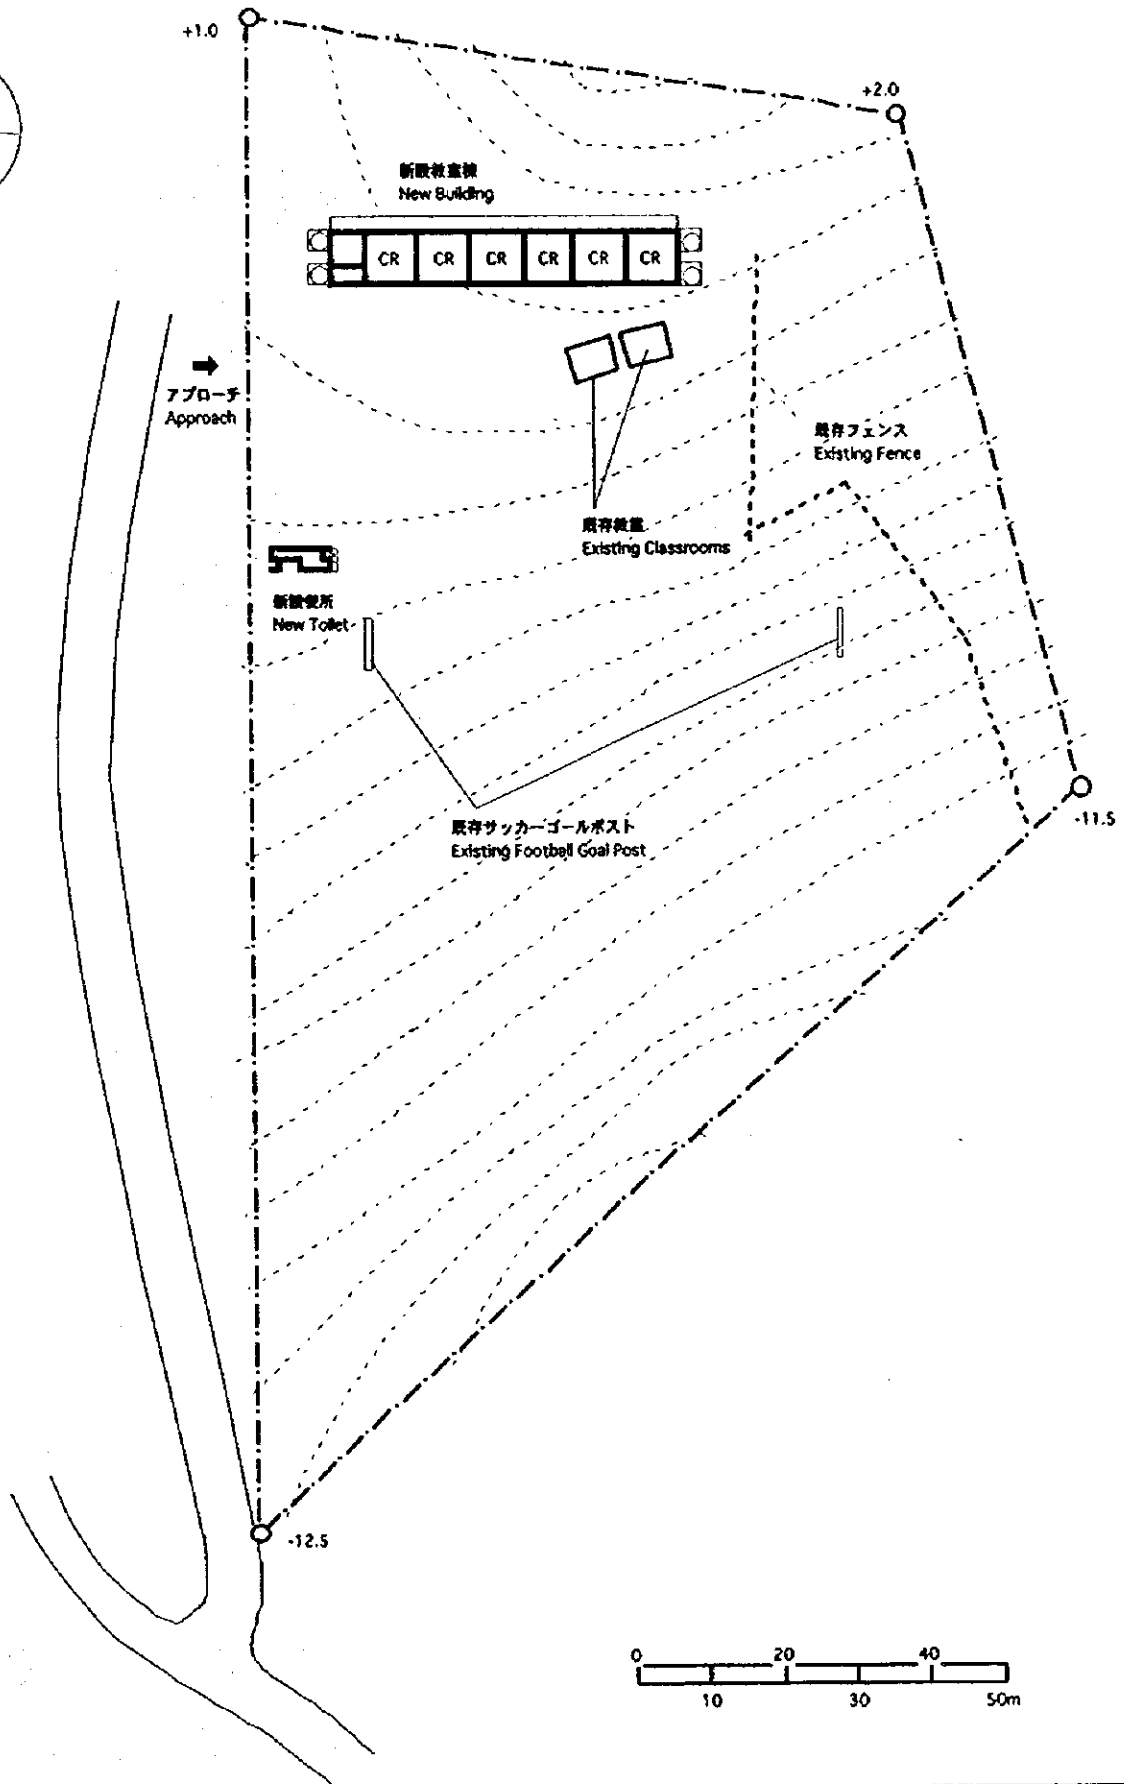 +1.0
+2.0
新設教室棟
New Building
CR CR CR CR CR CR
アプローチ
Approach
既存フェンス
Existing Fence
既存教室
Existing Classrooms
新設便所
New Toilet
既存サッカーゴールポスト
Existing Football Goal Post
-11.5
-12.5
0 20 40
10 30 50m